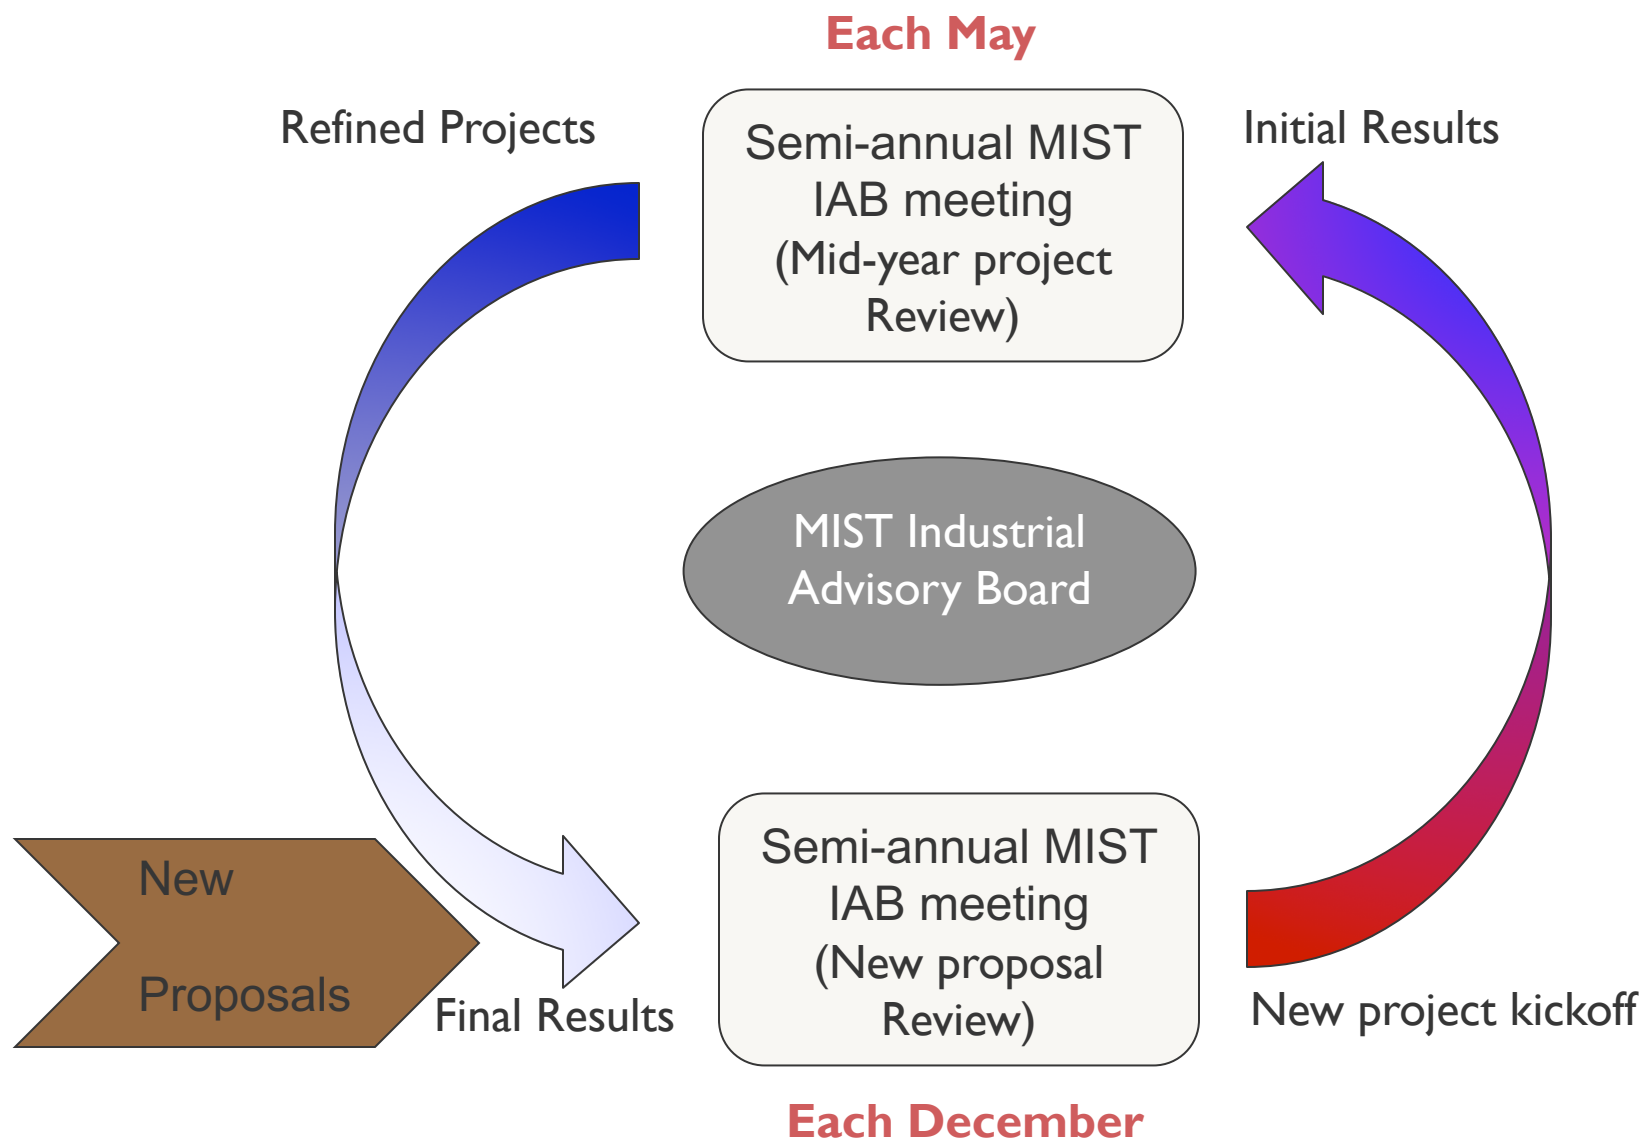 Each May
Refined Projects
Semi-annual MIST
IAB meeting
(Mid-year project
Review)
Initial Results
MIST Industrial
Advisory Board
New
Proposals
Final Results
Semi-annual MIST
IAB meeting
(New proposal
Review)
New project kickoff
Each December